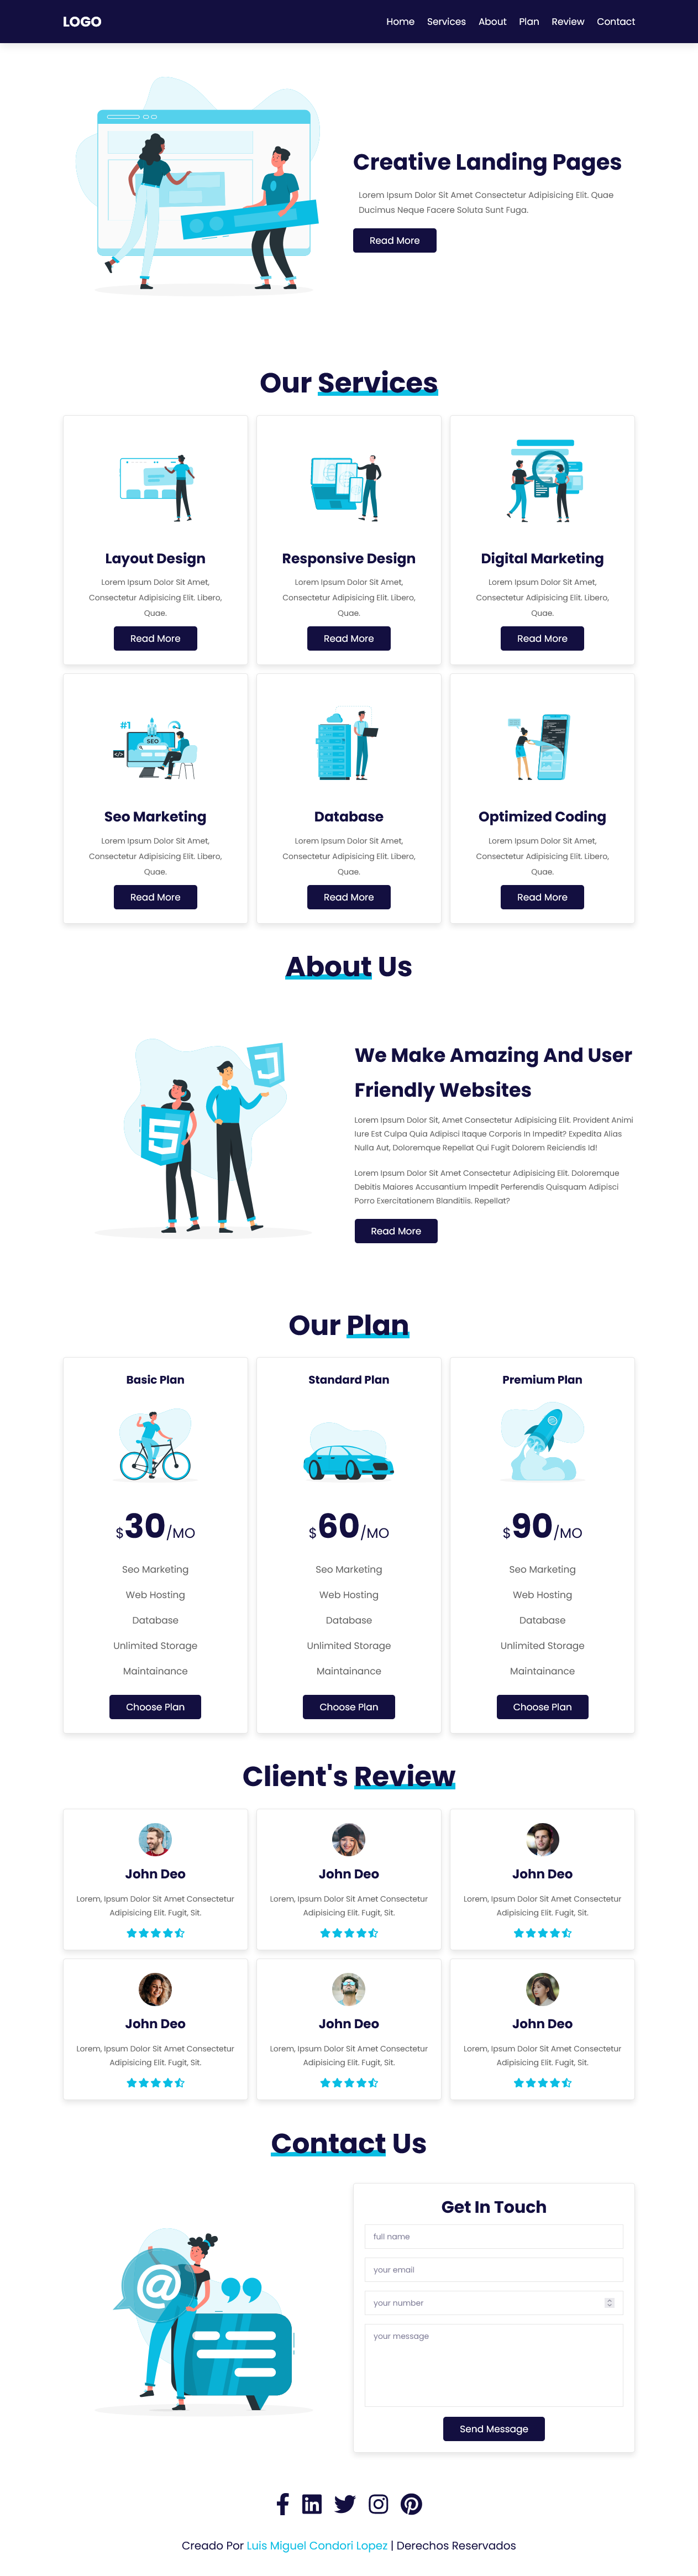 LOGO
Home Services About Plan Review Contact
Creative Landing Pages
Lorem Ipsum Dolor Sit Amet Consectetur Adipisicing Elit. Quae
Ducimus Neque Facere Soluta Sunt Fuga.
Read More
Our Services
Layout Design
Lorem Ipsum Dolor Sit Amet,
Consectetur Adipisicing Elit. Libero,
Quae.
Read More
Responsive Design
Lorem Ipsum Dolor Sit Amet,
Consectetur Adipisicing Elit. Libero,
Quae.
Read More
Digital Marketing
Lorem Ipsum Dolor Sit Amet,
Consectetur Adipisicing Elit. Libero,
Quae.
Read More
#1
SEO
</>
Seo Marketing
Lorem Ipsum Dolor Sit Amet,
Consectetur Adipisicing Elit. Libero,
Quae.
Read More
Database
Lorem Ipsum Dolor Sit Amet,
Consectetur Adipisicing Elit. Libero,
Quae.
Read More
Optimized Coding
Lorem Ipsum Dolor Sit Amet,
Consectetur Adipisicing Elit. Libero,
Quae.
Read More
About Us
We Make Amazing And User
Friendly Websites
Lorem Ipsum Dolor Sit, Amet Consectetur Adipisicing Elit. Provident Animi
Iure Est Culpa Quia Adipisci Itaque Corporis In Impedit? Expedita Alias
Nulla Aut, Doloremque Repellat Qui Fugit Dolorem Reiciendis Id!
Lorem Ipsum Dolor Sit Amet Consectetur Adipisicing Elit. Doloremque
Debitis Maiores Accusantium Impedit Perferendis Quisquam Adipisci
Porro Exercitationem Blanditiis. Repellat?
Read More
Our Plan
Basic Plan
$30/MO
Seo Marketing
Web Hosting
Database
Unlimited Storage
Maintainance
Choose Plan
Standard Plan
$60/MO
Seo Marketing
Web Hosting
Database
Unlimited Storage
Maintainance
Choose Plan
Premium Plan
$90/MO
Seo Marketing
Web Hosting
Database
Unlimited Storage
Maintainance
Choose Plan
Client's Review
John Deo
Lorem, Ipsum Dolor Sit Amet Consectetur
Adipisicing Elit. Fugit, Sit.
John Deo
Lorem, Ipsum Dolor Sit Amet Consectetur
Adipisicing Elit. Fugit, Sit.
John Deo
Lorem, Ipsum Dolor Sit Amet Consectetur
Adipisicing Elit. Fugit, Sit.
John Deo
Lorem, Ipsum Dolor Sit Amet Consectetur
Adipisicing Elit. Fugit, Sit.
John Deo
Lorem, Ipsum Dolor Sit Amet Consectetur
Adipisicing Elit. Fugit, Sit.
John Deo
Lorem, Ipsum Dolor Sit Amet Consectetur
Adipisicing Elit. Fugit, Sit.
Contact Us
@
Get In Touch
full name
your email
your number
your message
Send Message
Creado Por Luis Miguel Condori Lopez | Derechos Reservados